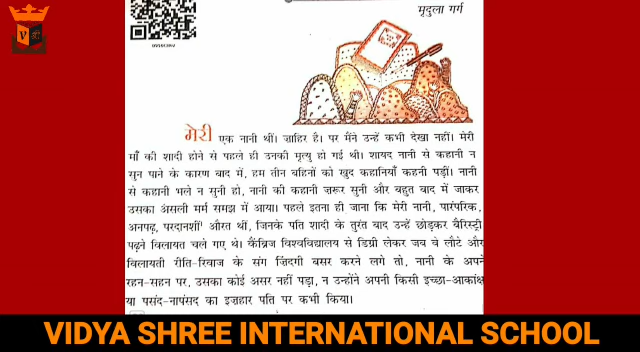 मृदुला गर्ग
मेरी एक नानी थीं। ज़ाहिर है। पर मैंने उन्हें कभी देखा नहीं। मेरी
माँ की शादी होने से पहले ही उनकी मृत्यु हो गई थी। शायद नानी से कहानी न
सुन पाने के कारण बाद में, हम तीन बहिनों को खुद कहानियाँ कहनी पड़ीं। नानी
से कहानी भले न सुनी हो, नानी की कहानी ज़रूर सुनी और बहुत बाद में जाकर
उसका असली मर्म समझ में आया। पहले इतना ही जाना कि मेरी नानी, पारंपरिक,
अनपढ़, परदानशीं¹ औरत थीं, जिनके पति शादी के तुरंत बाद उन्हें छोड़कर बैरिस्ट्री
पढ़ने विलायत चले गए थे। कैंब्रिज विश्वविद्यालय से डिग्री लेकर जब वे लौटे और
विलायती रीति-रिवाज के संग ज़िंदगी बसर करने लगे तो, नानी के अपने
रहन-सहन पर, उसका कोई असर नहीं पड़ा, न उन्होंने अपनी किसी इच्छा-आकांक्ष
या पसंद-नापसंद का इज़हार पति पर कभी किया।
VIDYA SHREE INTERNATIONAL SCHOOL